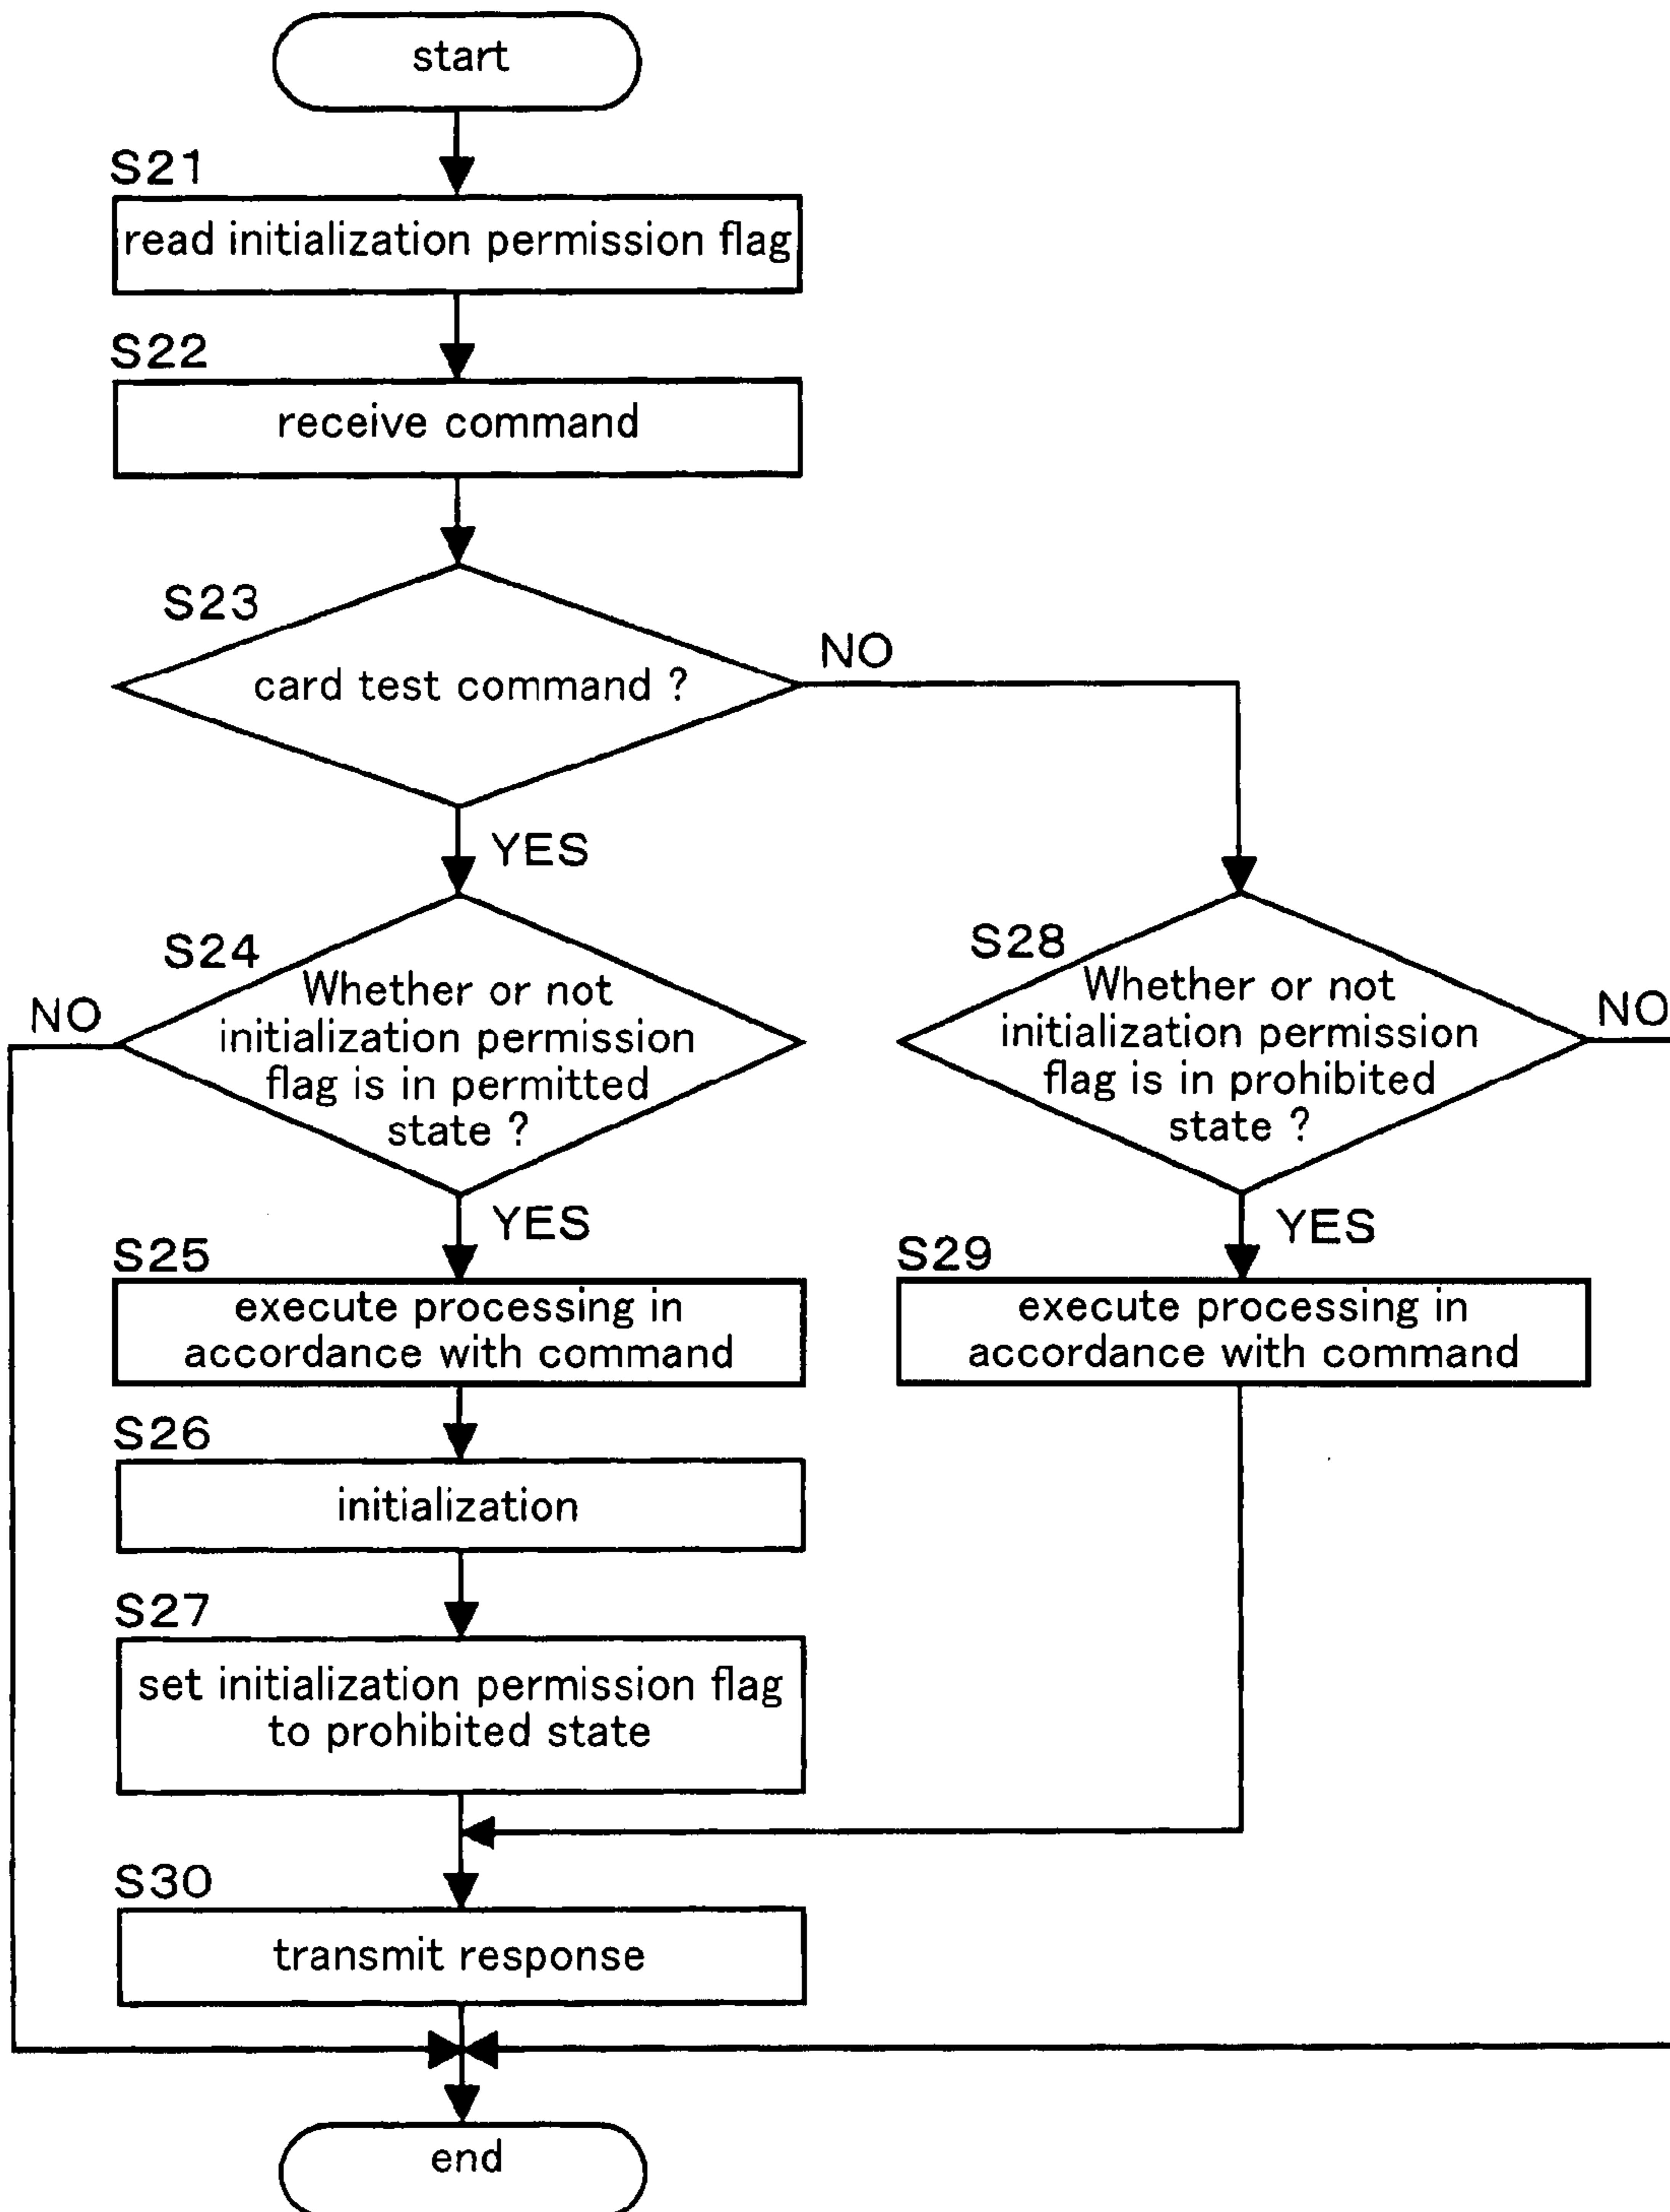 start
S21
read initialization permission flag
S22
receive command
S23
card test command ?
NO
YES
S24
Whether or not
initialization permission
flag is in permitted
state ?
NO
YES
S28
Whether or not
initialization permission
flag is in prohibited
state ?
NO
YES
S25
execute processing in
accordance with command
S29
execute processing in
accordance with command
S26
initialization
S27
set initialization permission flag
to prohibited state
S30
transmit response
end